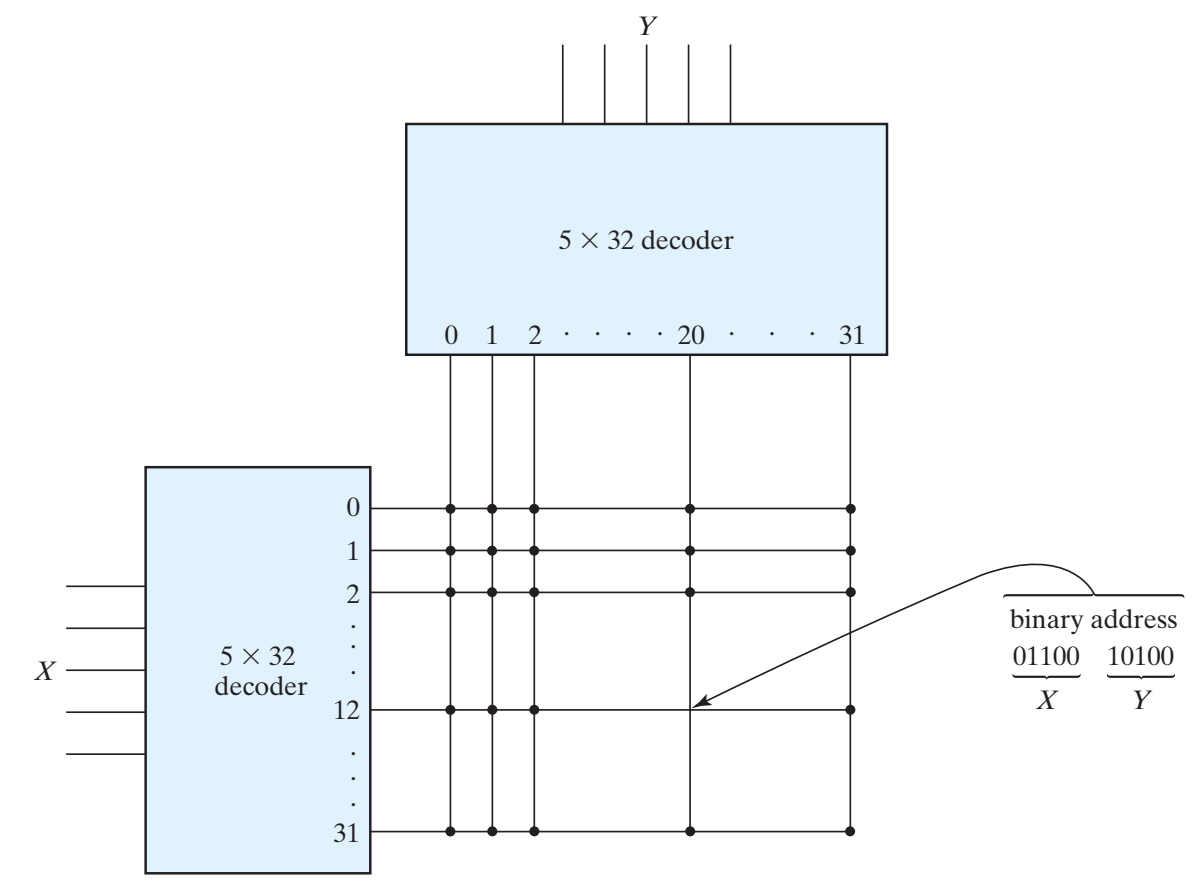 Y
5 × 32 decoder
0 1 2 · · · · 20 · · · 31
0
1
2
·
·
·
12
·
·
·
31
X
5 × 32
decoder
binary address
01100 10100
X Y